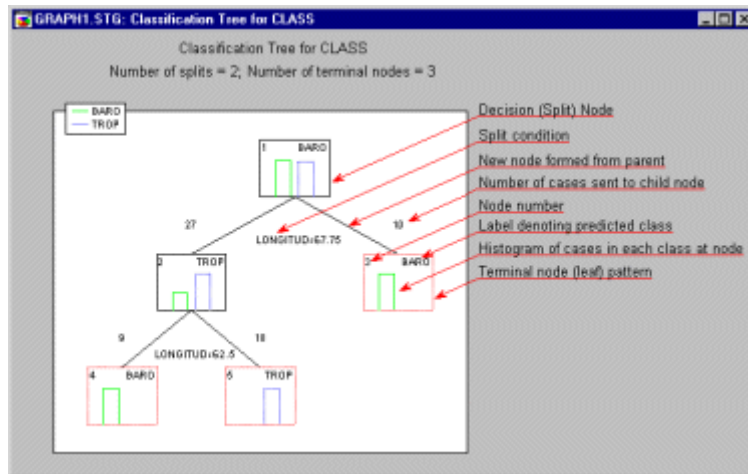 GRAPH1.STG: Classification Tree for CLASS
Classification Tree for CLASS
Number of splits = 2; Number of terminal nodes = 3
BARO
TROP
Decision (Split) Node
Split condition
New node formed from parent
Number of cases sent to child node
Node number
Label denoting predicted class
Histogram of cases in each class at node
Terminal node (leaf) pattern
1 BARO
27
LONGITUD=67.75
10
2 TROP
3 BARO
9
LONGITUD=62.5
18
4 BARO
5 TROP